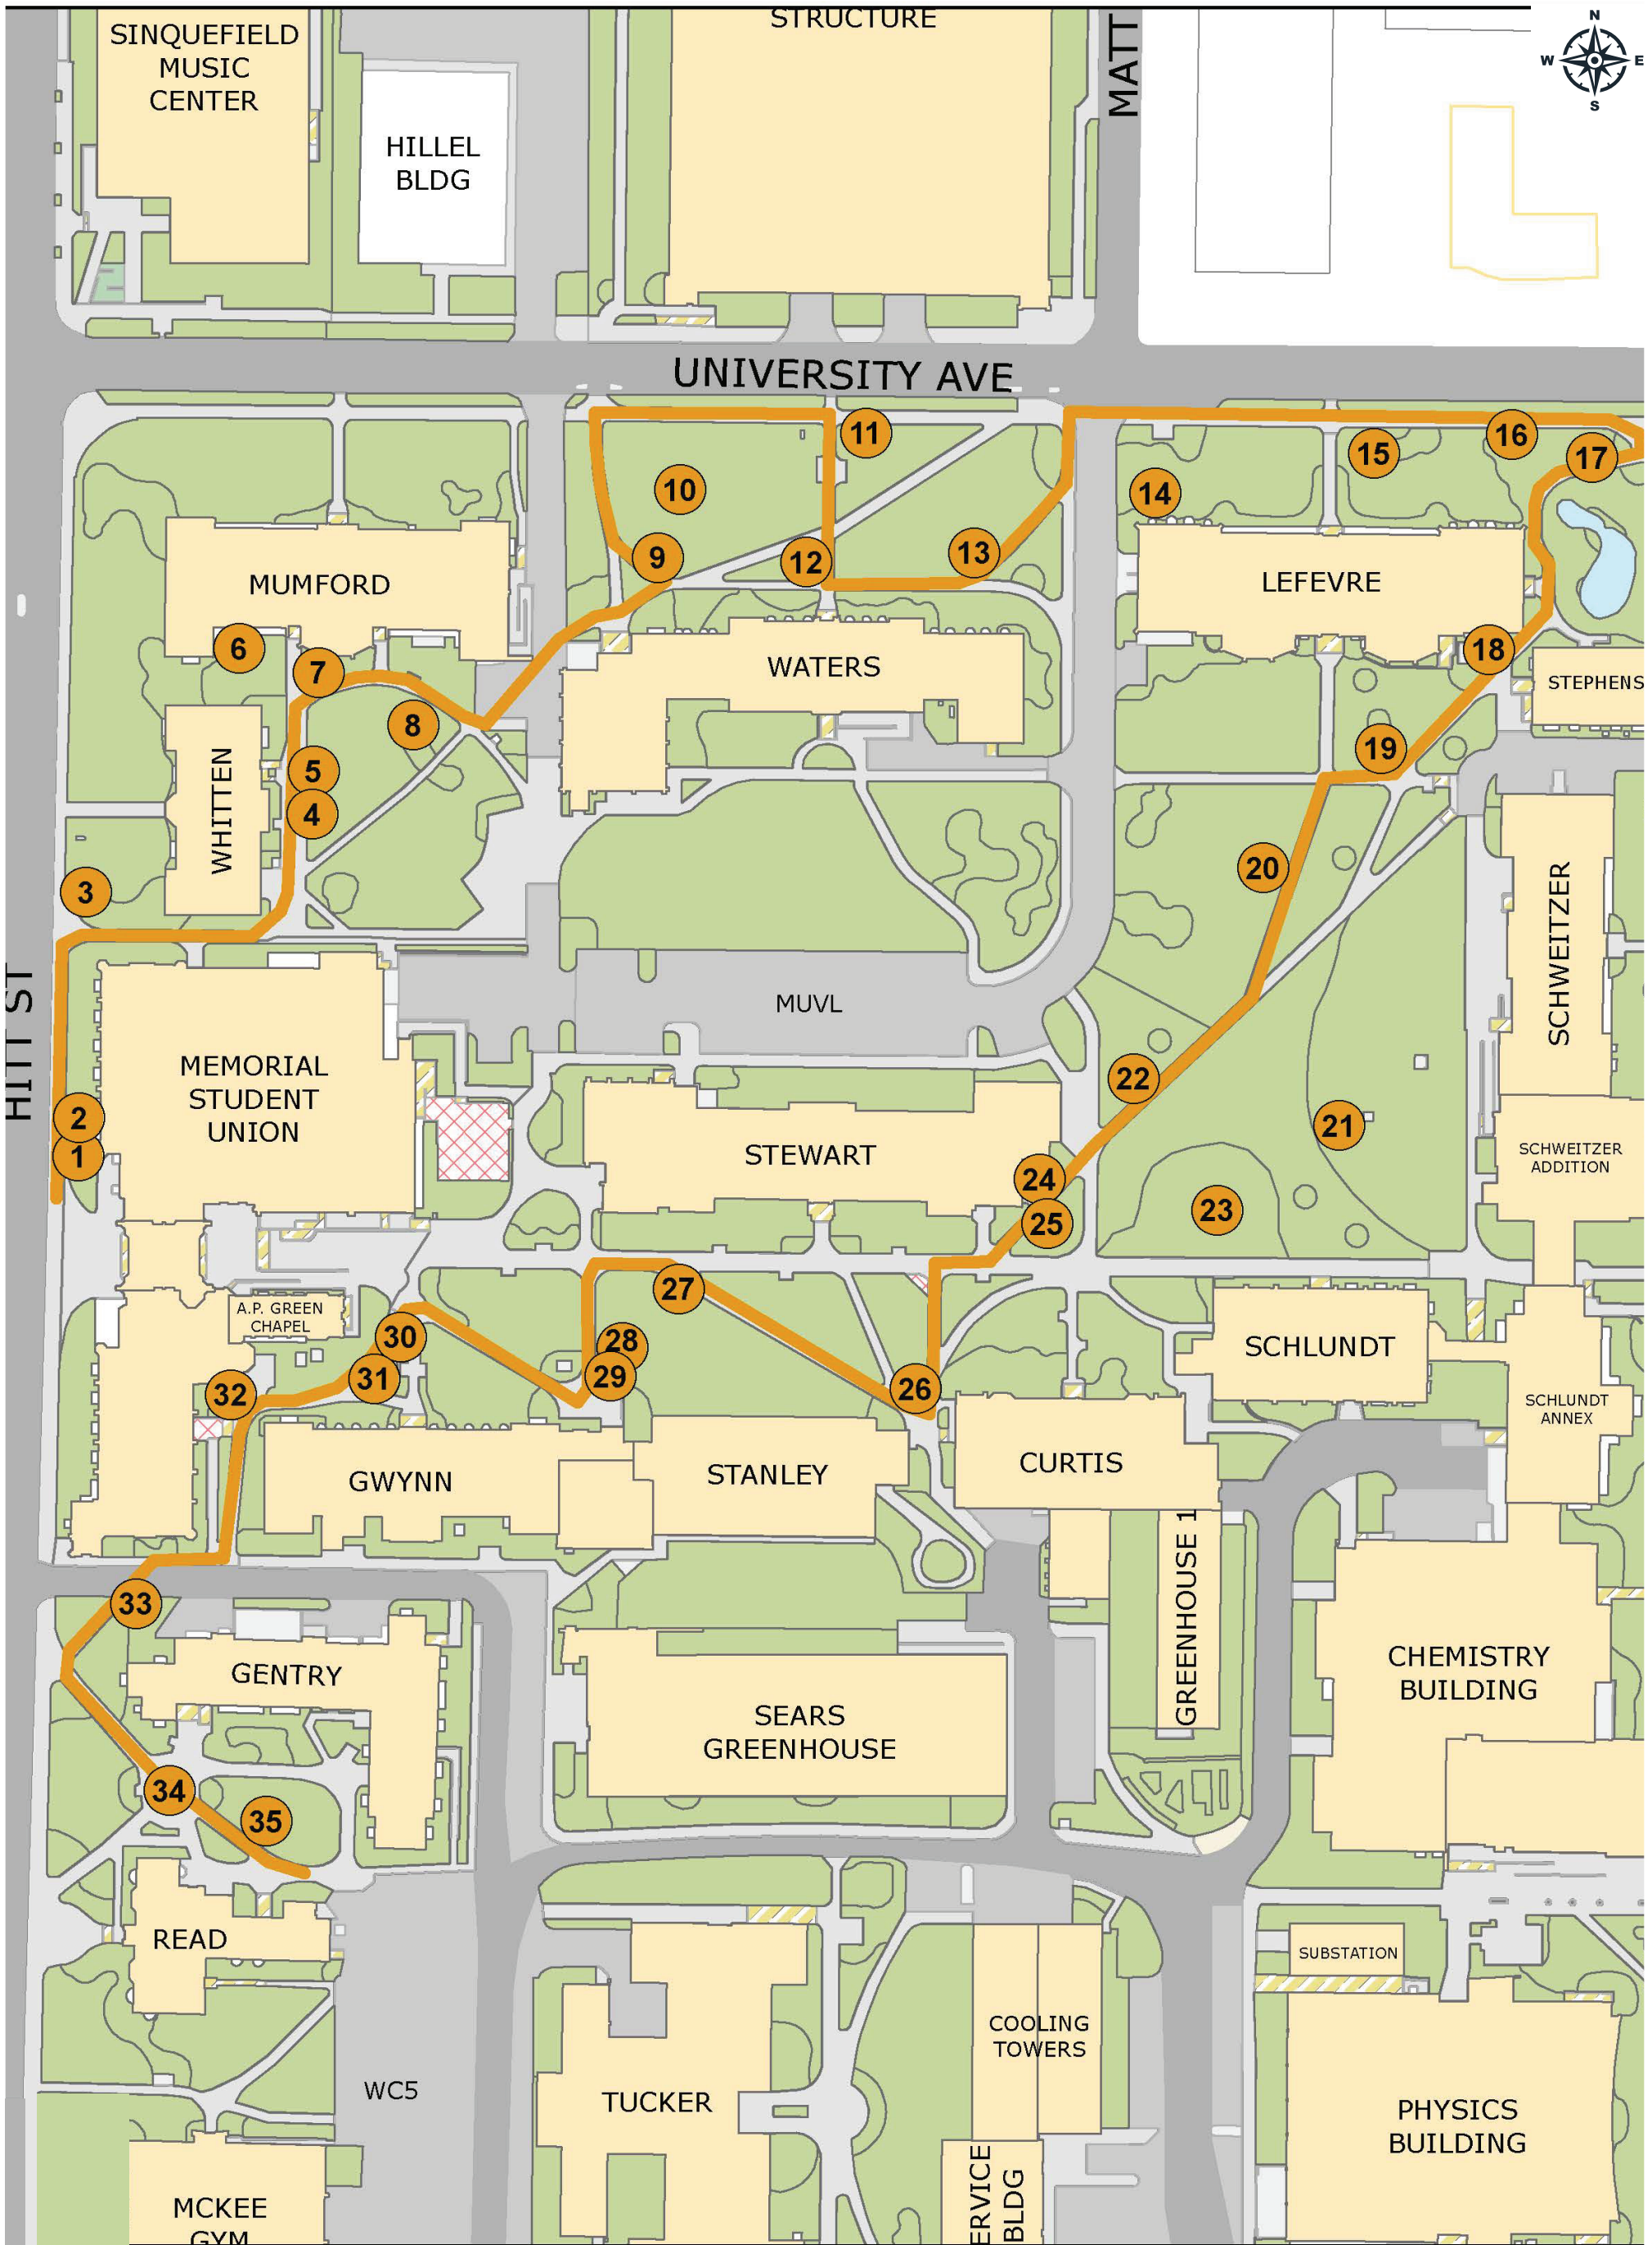 STRUCTURE
SINQUEFIELD
MUSIC
CENTER
HILLEL
BLDG
MATT
N
W
E
S
UNIVERSITY AVE
11
16
15
17
10
14
9
12
13
MUMFORD
LEFEVRE
6
7
18
WATERS
STEPHENS
8
19
5
4
WHITTEN
20
3
SCHWEITZER
HITT ST
MUVL
MEMORIAL
STUDENT
UNION
22
2
1
21
STEWART
SCHWEITZER
ADDITION
24
25
23
27
A.P. GREEN
CHAPEL
30
28
29
31
32
26
SCHLUNDT
SCHLUNDT
ANNEX
CURTIS
GWYNN
STANLEY
GREENHOUSE 1
33
GENTRY
CHEMISTRY
BUILDING
SEARS
GREENHOUSE
34
35
READ
SUBSTATION
COOLING
TOWERS
WC5
TUCKER
PHYSICS
BUILDING
ERVICE
BLDG
MCKEE
GYM